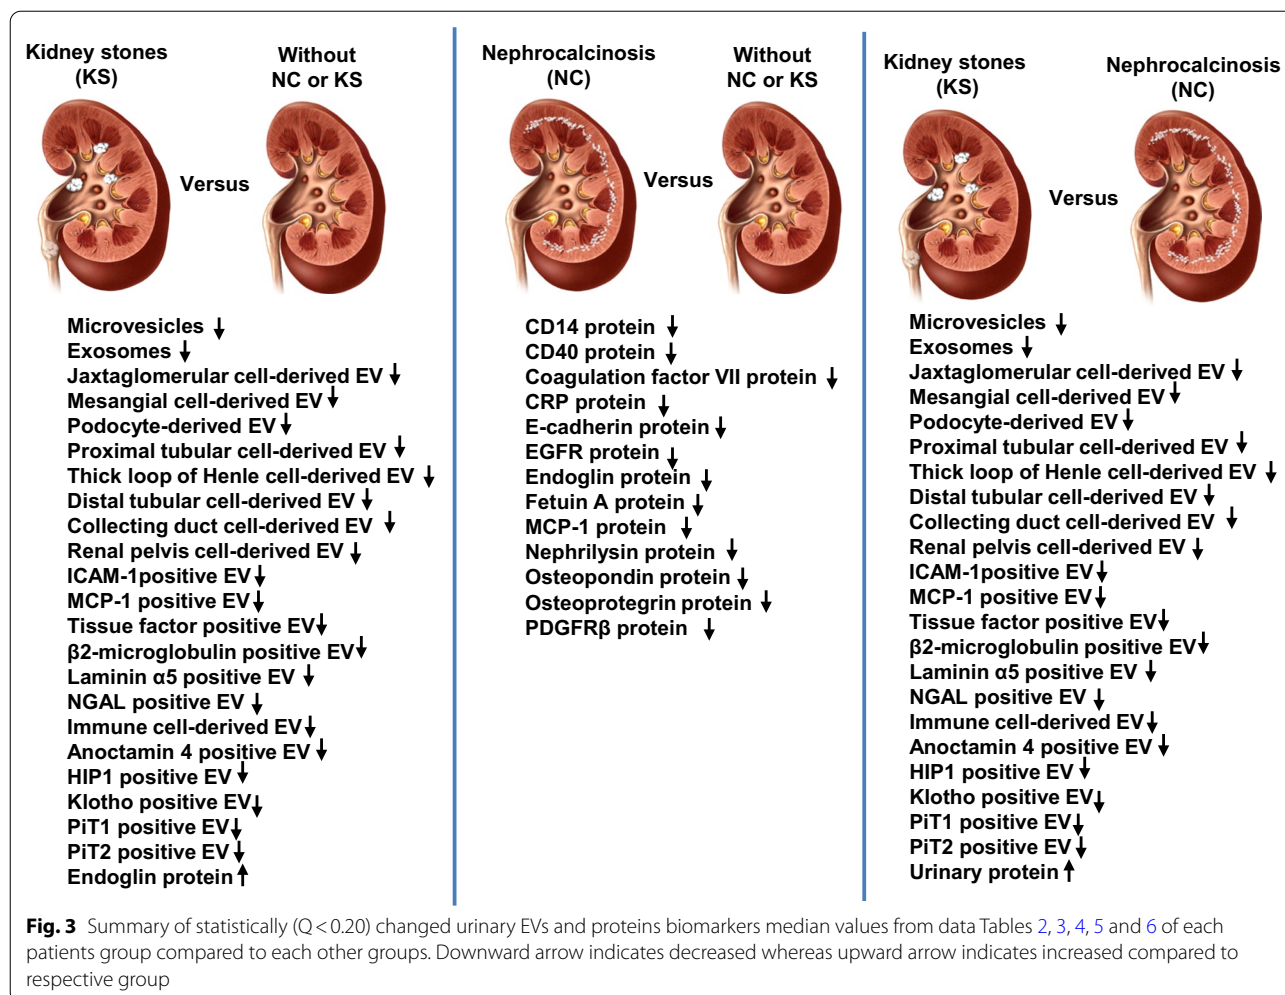 Kidney stones
(KS)
Without
NC or KS
Versus
Microvesicles ↓
Exosomes ↓
Jaxtaglomerular cell-derived EV ↓
Mesangial cell-derived EV ↓
Podocyte-derived EV ↓
Proximal tubular cell-derived EV ↓
Thick loop of Henle cell-derived EV ↓
Distal tubular cell-derived EV ↓
Collecting duct cell-derived EV ↓
Renal pelvis cell-derived EV ↓
ICAM-1positive EV ↓
MCP-1 positive EV ↓
Tissue factor positive EV ↓
β2-microglobulin positive EV ↓
Laminin α5 positive EV ↓
NGAL positive EV ↓
Immune cell-derived EV ↓
Anoctamin 4 positive EV ↓
HIP1 positive EV ↓
Klotho positive EV ↓
PiT1 positive EV ↓
PiT2 positive EV ↓
Endoglin protein ↑
Nephrocalcinosis
(NC)
Without
NC or KS
Versus
CD14 protein ↓
CD40 protein ↓
Coagulation factor VII protein ↓
CRP protein ↓
E-cadherin protein ↓
EGFR protein ↓
Endoglin protein ↓
Fetuin A protein ↓
MCP-1 protein ↓
Nephrilysin protein ↓
Osteopondin protein ↓
Osteoprotegrin protein ↓
PDGFRβ protein ↓
Kidney stones
(KS)
Nephrocalcinosis
(NC)
Versus
Microvesicles ↓
Exosomes ↓
Jaxtaglomerular cell-derived EV ↓
Mesangial cell-derived EV ↓
Podocyte-derived EV ↓
Proximal tubular cell-derived EV ↓
Thick loop of Henle cell-derived EV ↓
Distal tubular cell-derived EV ↓
Collecting duct cell-derived EV ↓
Renal pelvis cell-derived EV ↓
ICAM-1positive EV ↓
MCP-1 positive EV ↓
Tissue factor positive EV ↓
β2-microglobulin positive EV ↓
Laminin α5 positive EV ↓
NGAL positive EV ↓
Immune cell-derived EV ↓
Anoctamin 4 positive EV ↓
HIP1 positive EV ↓
Klotho positive EV ↓
PiT1 positive EV ↓
PiT2 positive EV ↓
Urinary protein ↑
Fig. 3 Summary of statistically (Q < 0.20) changed urinary EVs and proteins biomarkers median values from data Tables 2, 3, 4, 5 and 6 of each
patients group compared to each other groups. Downward arrow indicates decreased whereas upward arrow indicates increased compared to
respective group